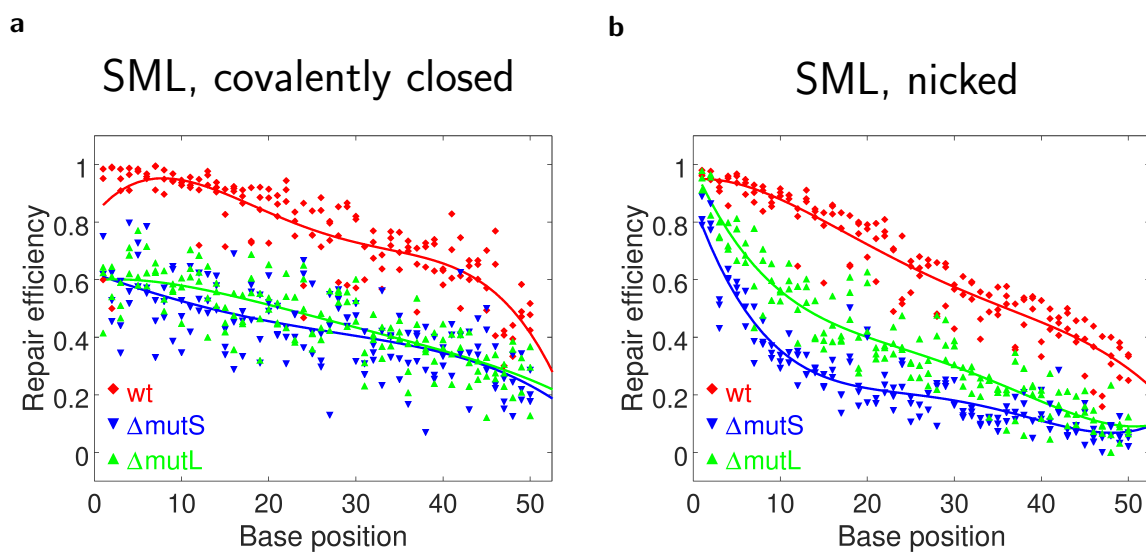 a
SML, covalently closed
Repair efficiency
1
0.8
0.6
0.4
0.2
0
wt
ΔmutS
ΔmutL
0 10 20 30 40 50
Base position
b
SML, nicked
Repair efficiency
1
0.8
0.6
0.4
0.2
0
wt
ΔmutS
ΔmutL
0 10 20 30 40 50
Base position